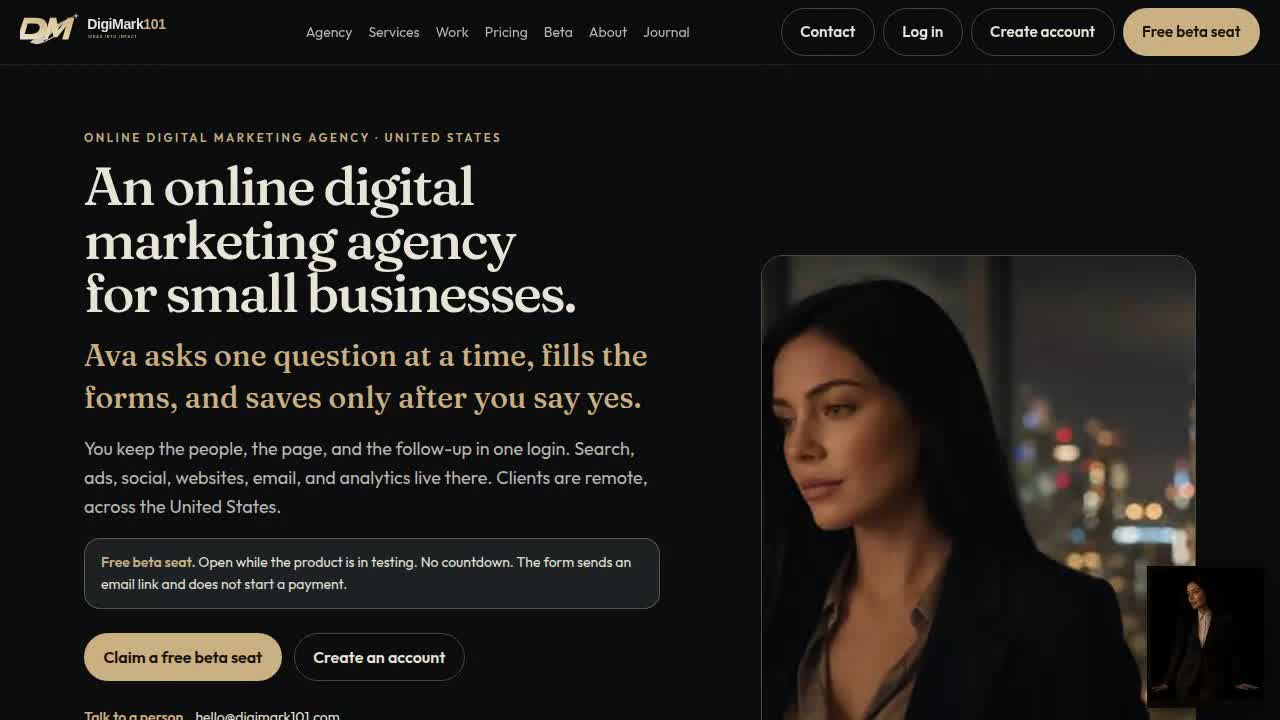 DM DigiMark101
IDEAS INTO IMPACT
Agency Services Work Pricing Beta About Journal
Contact Log in Create account Free beta seat
ONLINE DIGITAL MARKETING AGENCY · UNITED STATES
An online digital
marketing agency
for small businesses.
Ava asks one question at a time, fills the
forms, and saves only after you say yes.
You keep the people, the page, and the follow-up in one login. Search,
ads, social, websites, email, and analytics live there. Clients are remote,
across the United States.
Free beta seat. Open while the product is in testing. No countdown. The form sends an
email link and does not start a payment.
Claim a free beta seat Create an account
Talk to a person hello@digimark101.com